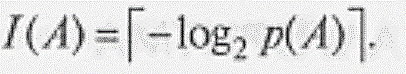 I(A) = ⌈−log₂ p(A)⌉.